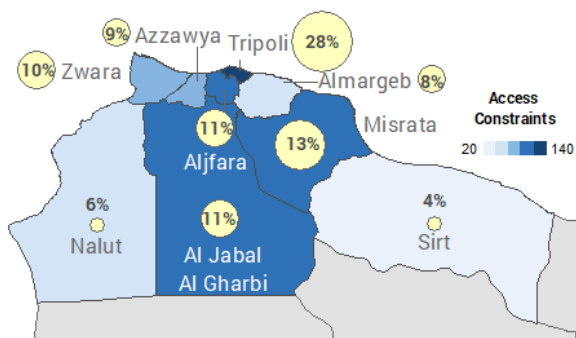 9% Azzawya
Tripoli 28%
10% Zwara
Almargeb 8%
Access
Constraints
20 140
11%
Aljfara
13%
Misrata
6%
Nalut
11%
Al Jabal
Al Gharbi
4%
Sirt